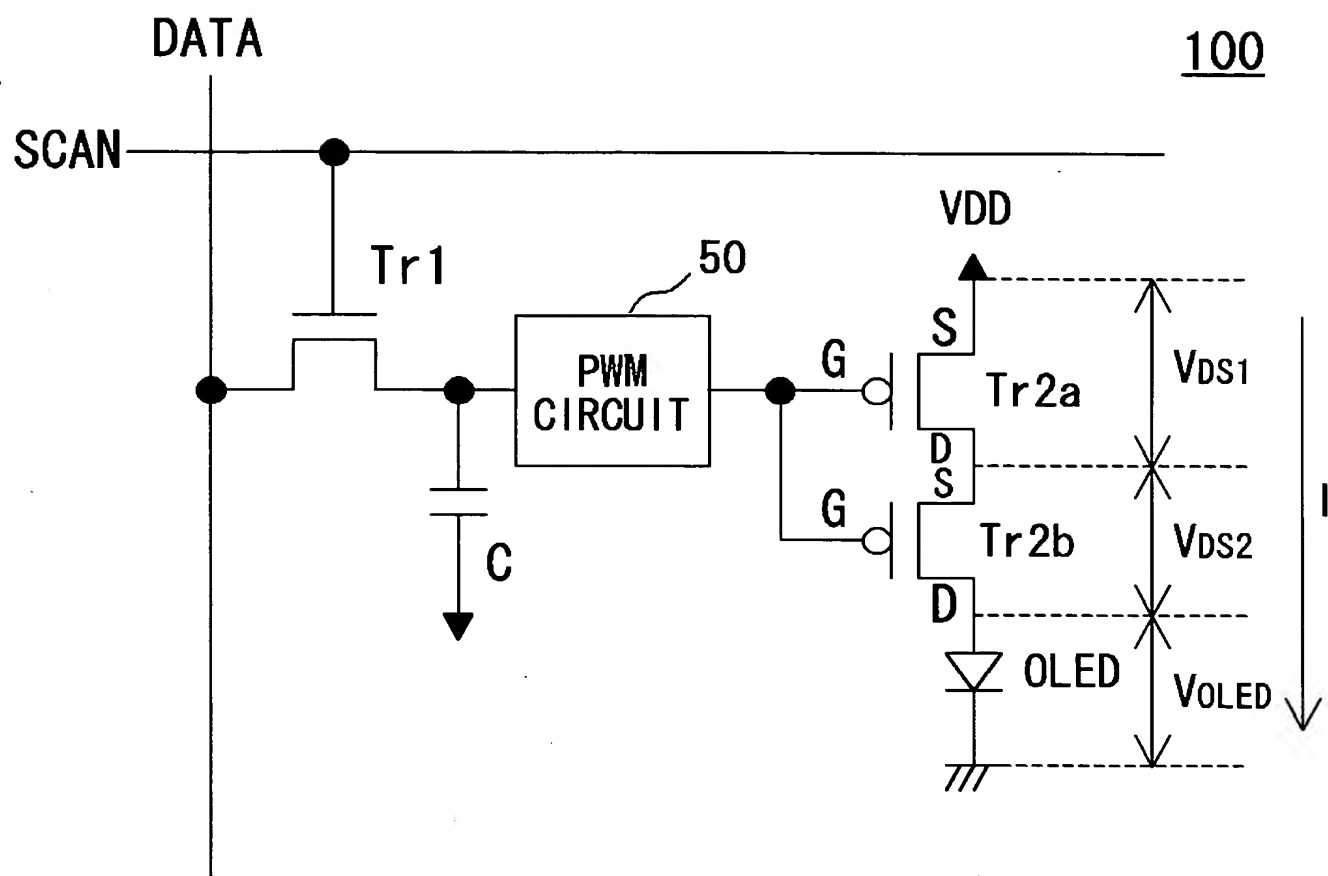 DATA
100
SCAN
VDD
Tr1
50
S
G
PWM
CIRCUIT
Tr2a
VDS1
D
S
I
G
Tr2b
VDS2
C
D
OLED
VOLED